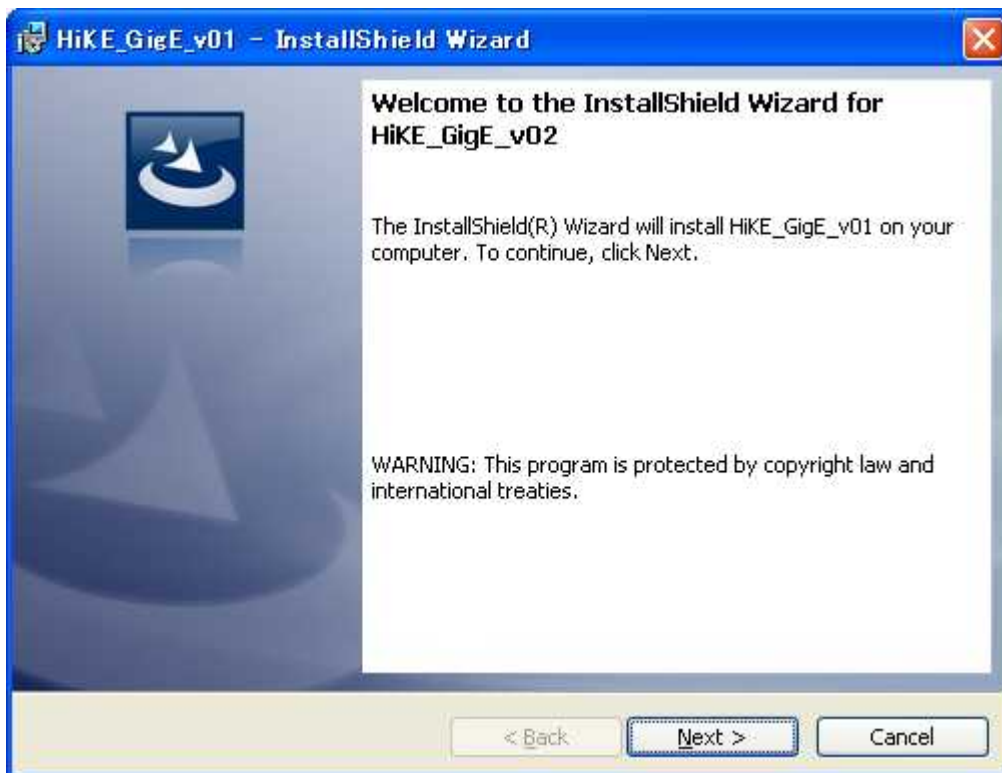 HiKE_GigE_v01 - InstallShield Wizard
Welcome to the InstallShield Wizard for
HiKE_GigE_v02
The InstallShield(R) Wizard will install HiKE_GigE_v01 on your
computer. To continue, click Next.
WARNING: This program is protected by copyright law and
international treaties.
< Back
Next >
Cancel